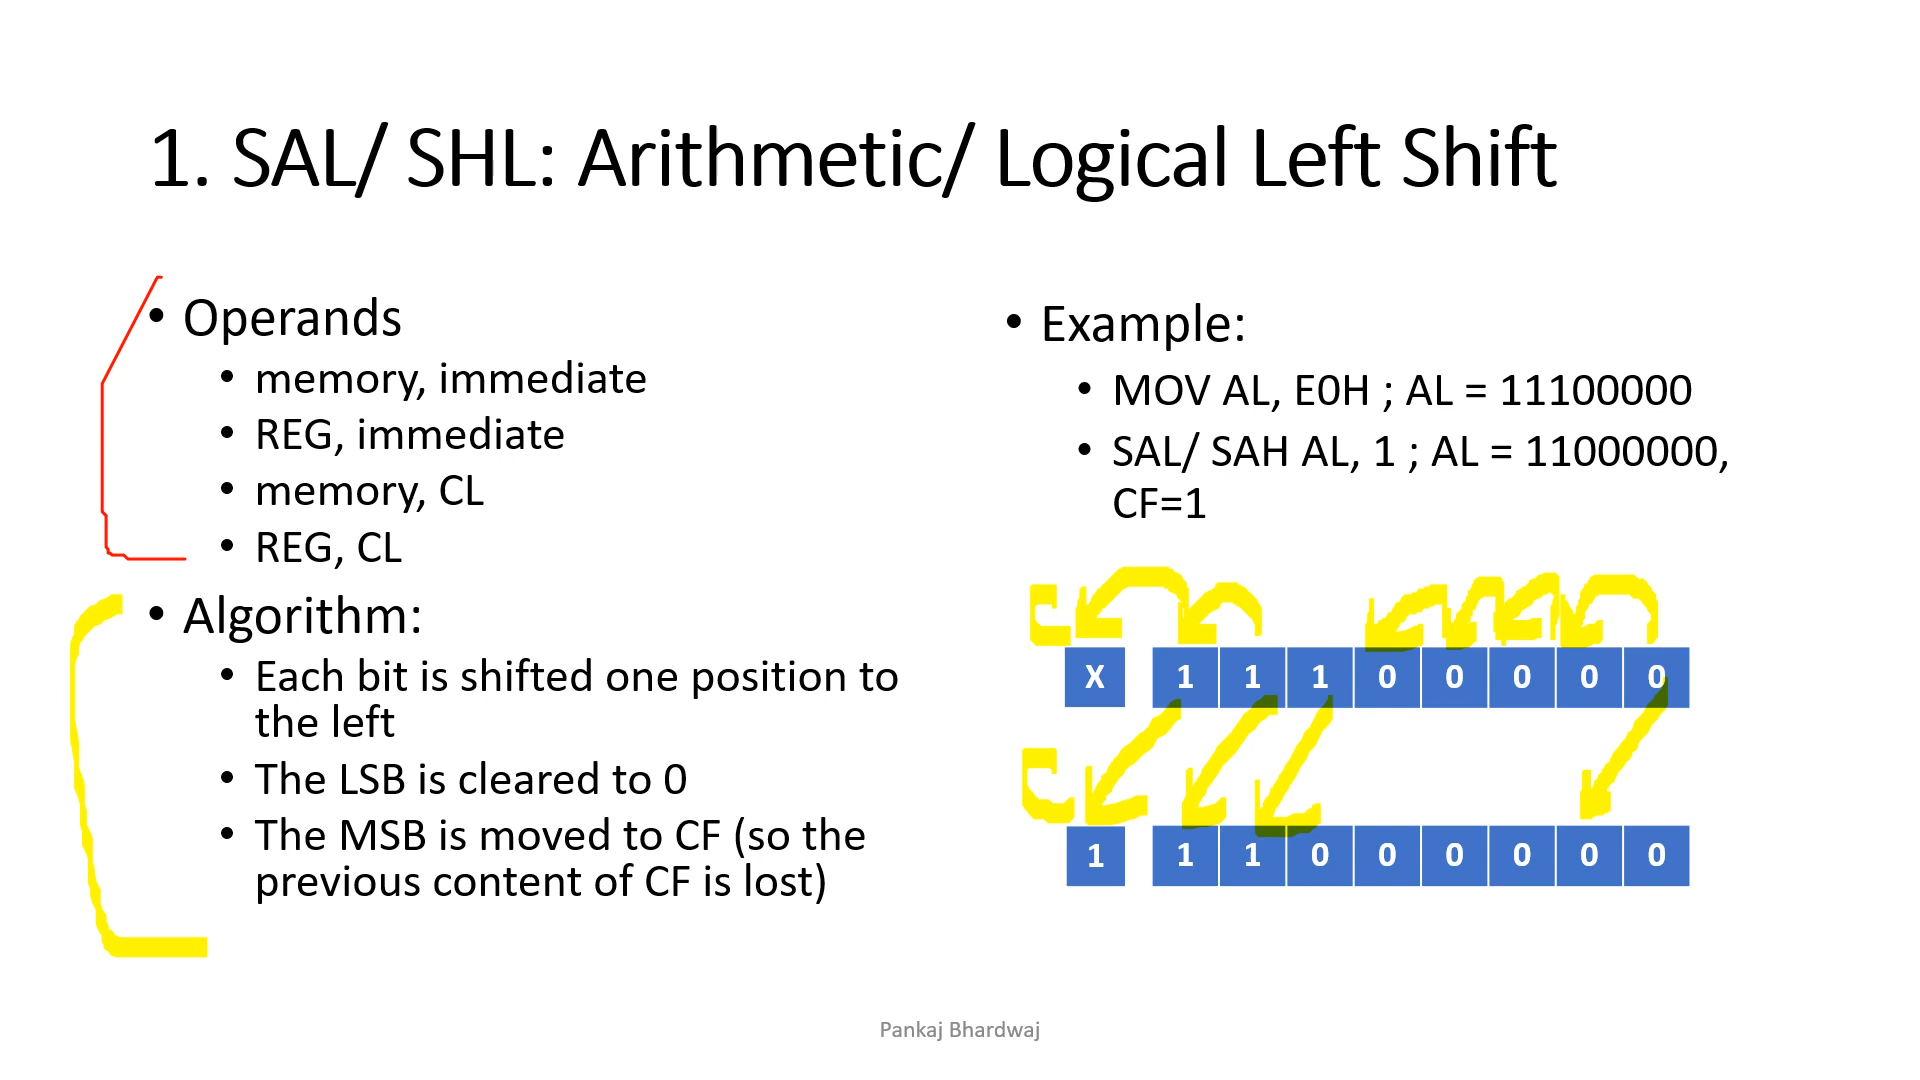 1. SAL/ SHL: Arithmetic/ Logical Left Shift
• Operands
• memory, immediate
• REG, immediate
• memory, CL
• REG, CL
• Algorithm:
• Each bit is shifted one position to
the left
• The LSB is cleared to 0
• The MSB is moved to CF (so the
previous content of CF is lost)
• Example:
• MOV AL, E0H ; AL = 11100000
• SAL/ SAH AL, 1 ; AL = 11000000,
CF=1
C
X 1 1 1 0 0 0 0 0
C
1 1 1 0 0 0 0 0 0
Pankaj Bhardwaj